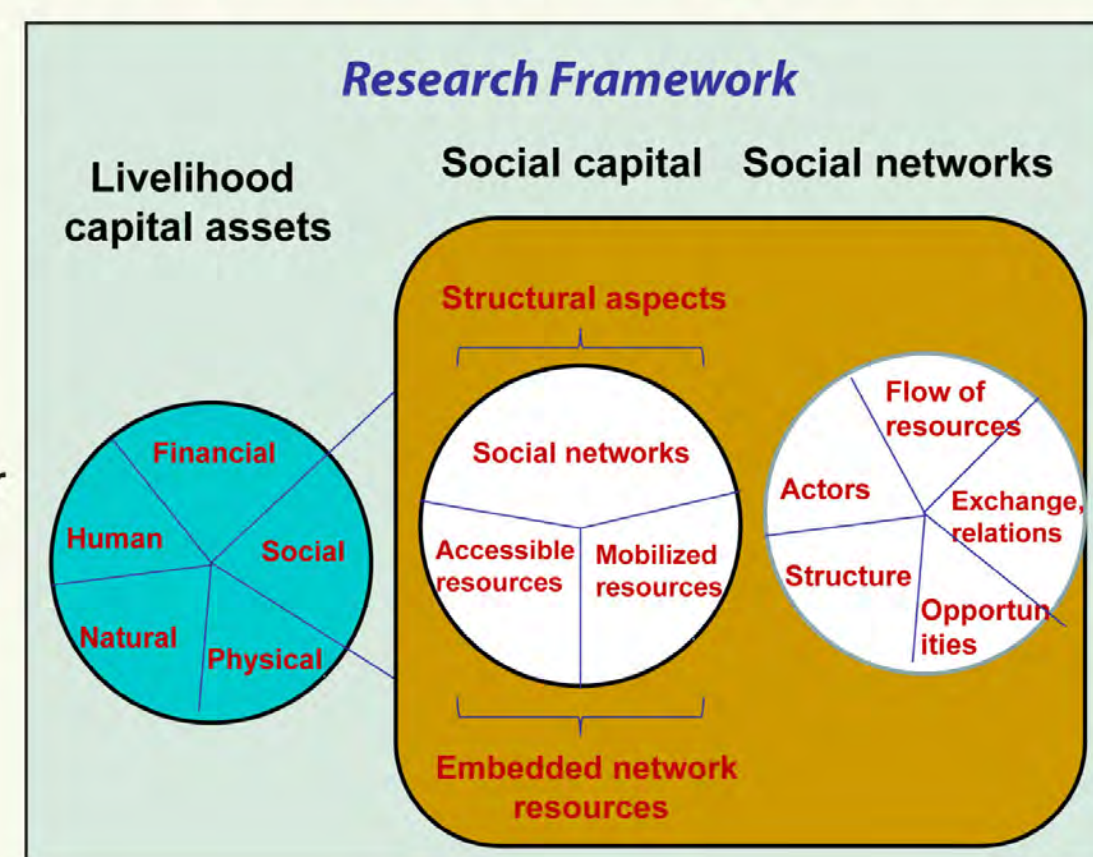 Research Framework
Livelihood
capital assets
Social capital
Social networks
Structural aspects
Financial
Human
Social
Natural
Physical
Social networks
Accessible
resources
Mobilized
resources
Embedded network
resources
Flow of
resources
Actors
Exchange,
relations
Structure
Opportun
ities